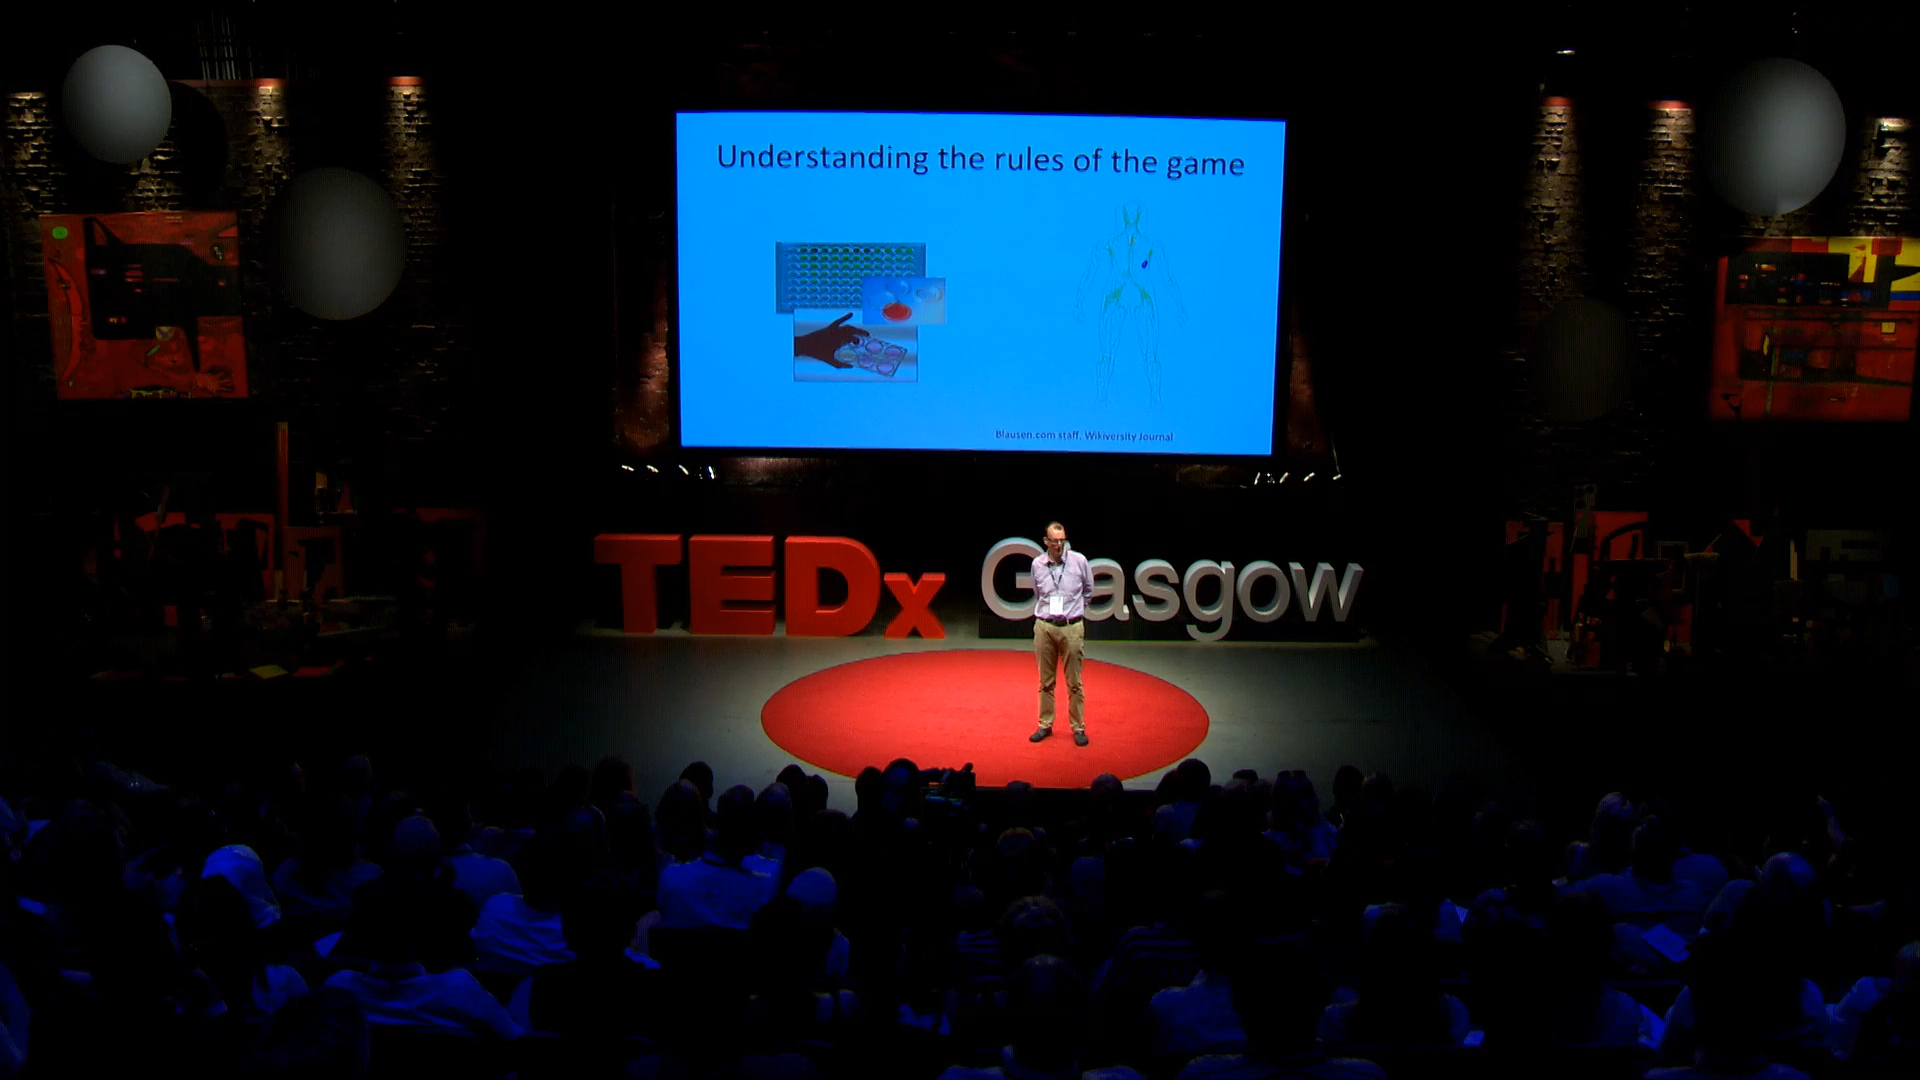 Understanding the rules of the game
Blausen.com staff. Wikiversity Journal
TEDx Glasgow